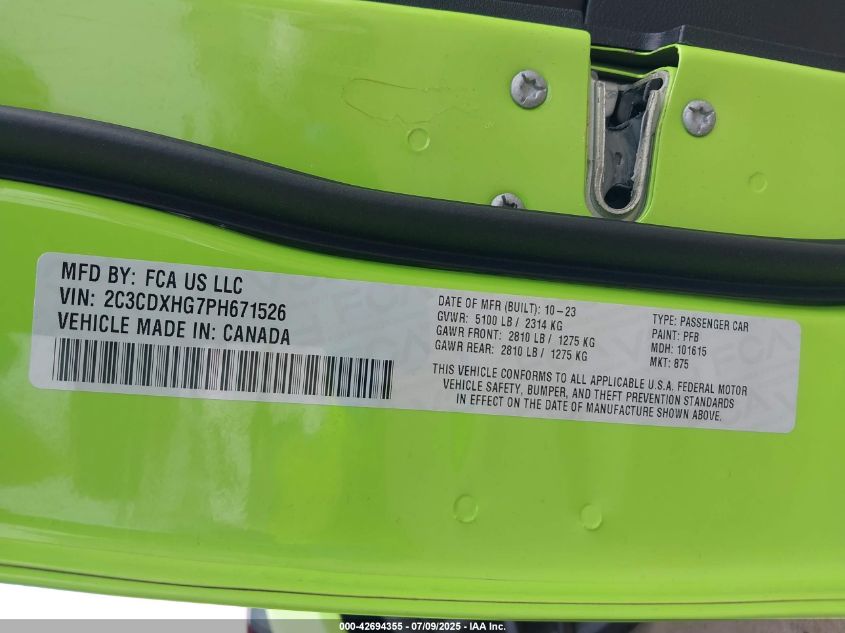 MFD BY: FCA US LLC
VIN: 2C3CDXHG7PH671526
VEHICLE MADE IN: CANADA
DATE OF MFR (BUILT): 10-23
GVWR: 5100 LB / 2314 KG
GAWR FRONT: 2810 LB / 1275 KG
GAWR REAR: 2810 LB / 1275 KG
TYPE: PASSENGER CAR
PAINT: PFB
MDH: 101615
MKT: 875
THIS VEHICLE CONFORMS TO ALL APPLICABLE U.S.A. FEDERAL MOTOR
VEHICLE SAFETY, BUMPER, AND THEFT PREVENTION STANDARDS
IN EFFECT ON THE DATE OF MANUFACTURE SHOWN ABOVE.
000-42694355 - 07/09/2025 - IAA Inc.